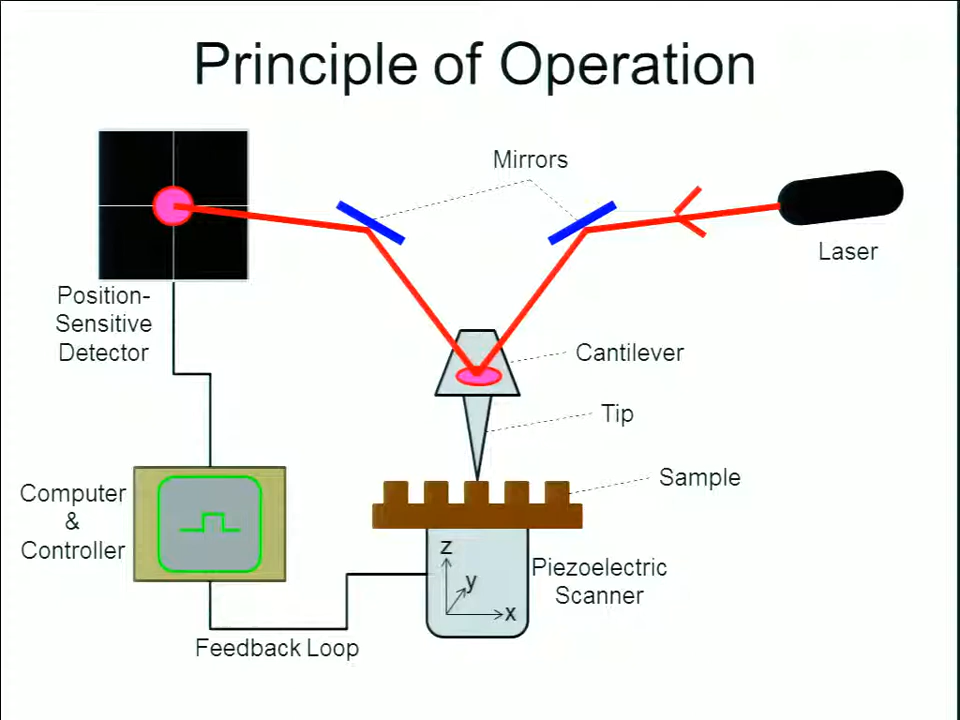 Principle of Operation
Mirrors
Laser
Position-
Sensitive
Detector
Cantilever
Tip
Sample
Computer
&
Controller
z
y
x
Piezoelectric
Scanner
Feedback Loop